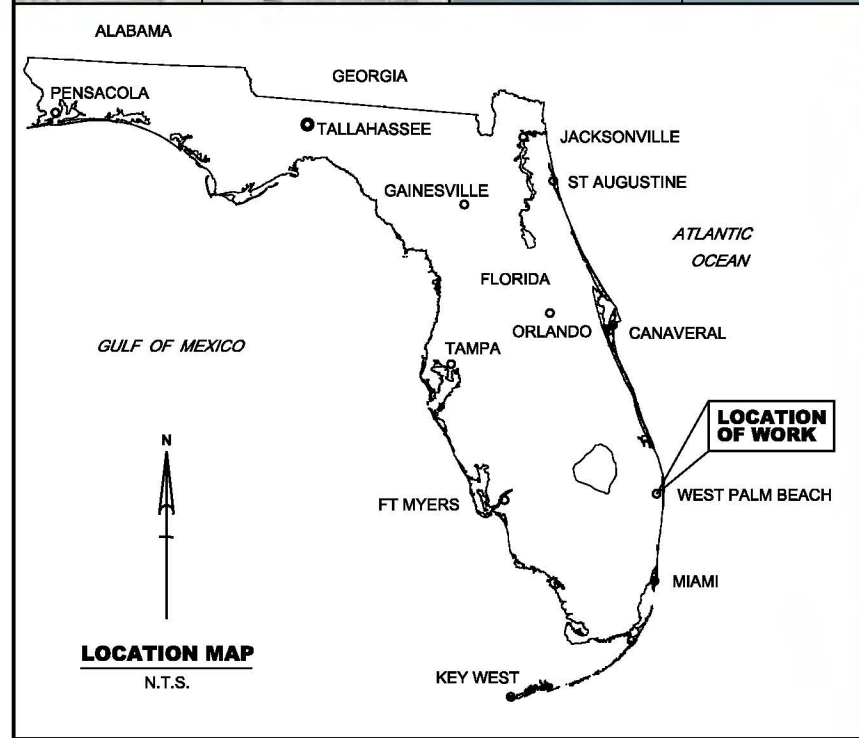 ALABAMA
GEORGIA
PENSACOLA
TALLAHASSEE
JACKSONVILLE
ST AUGUSTINE
GAINESVILLE
ATLANTIC
OCEAN
FLORIDA
ORLANDO
CANAVERAL
GULF OF MEXICO
TAMPA
LOCATION
OF WORK
N
FT MYERS
WEST PALM BEACH
MIAMI
LOCATION MAP
N.T.S.
KEY WEST